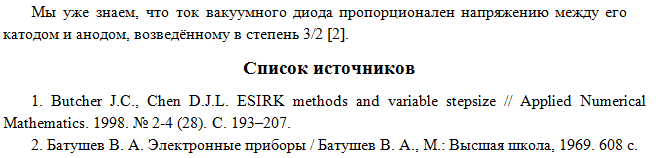 Мы уже знаем, что ток вакуумного диода пропорционален напряжению между его
катодом и анодом, возведённому в степень 3/2 [2].
Список источников
1. Butcher J.C., Chen D.J.L. ESIRK methods and variable stepsize // Applied Numerical
Mathematics. 1998. № 2-4 (28). С. 193–207.
2. Батушев В. А. Электронные приборы / Батушев В. А., М.: Высшая школа, 1969. 608 с.